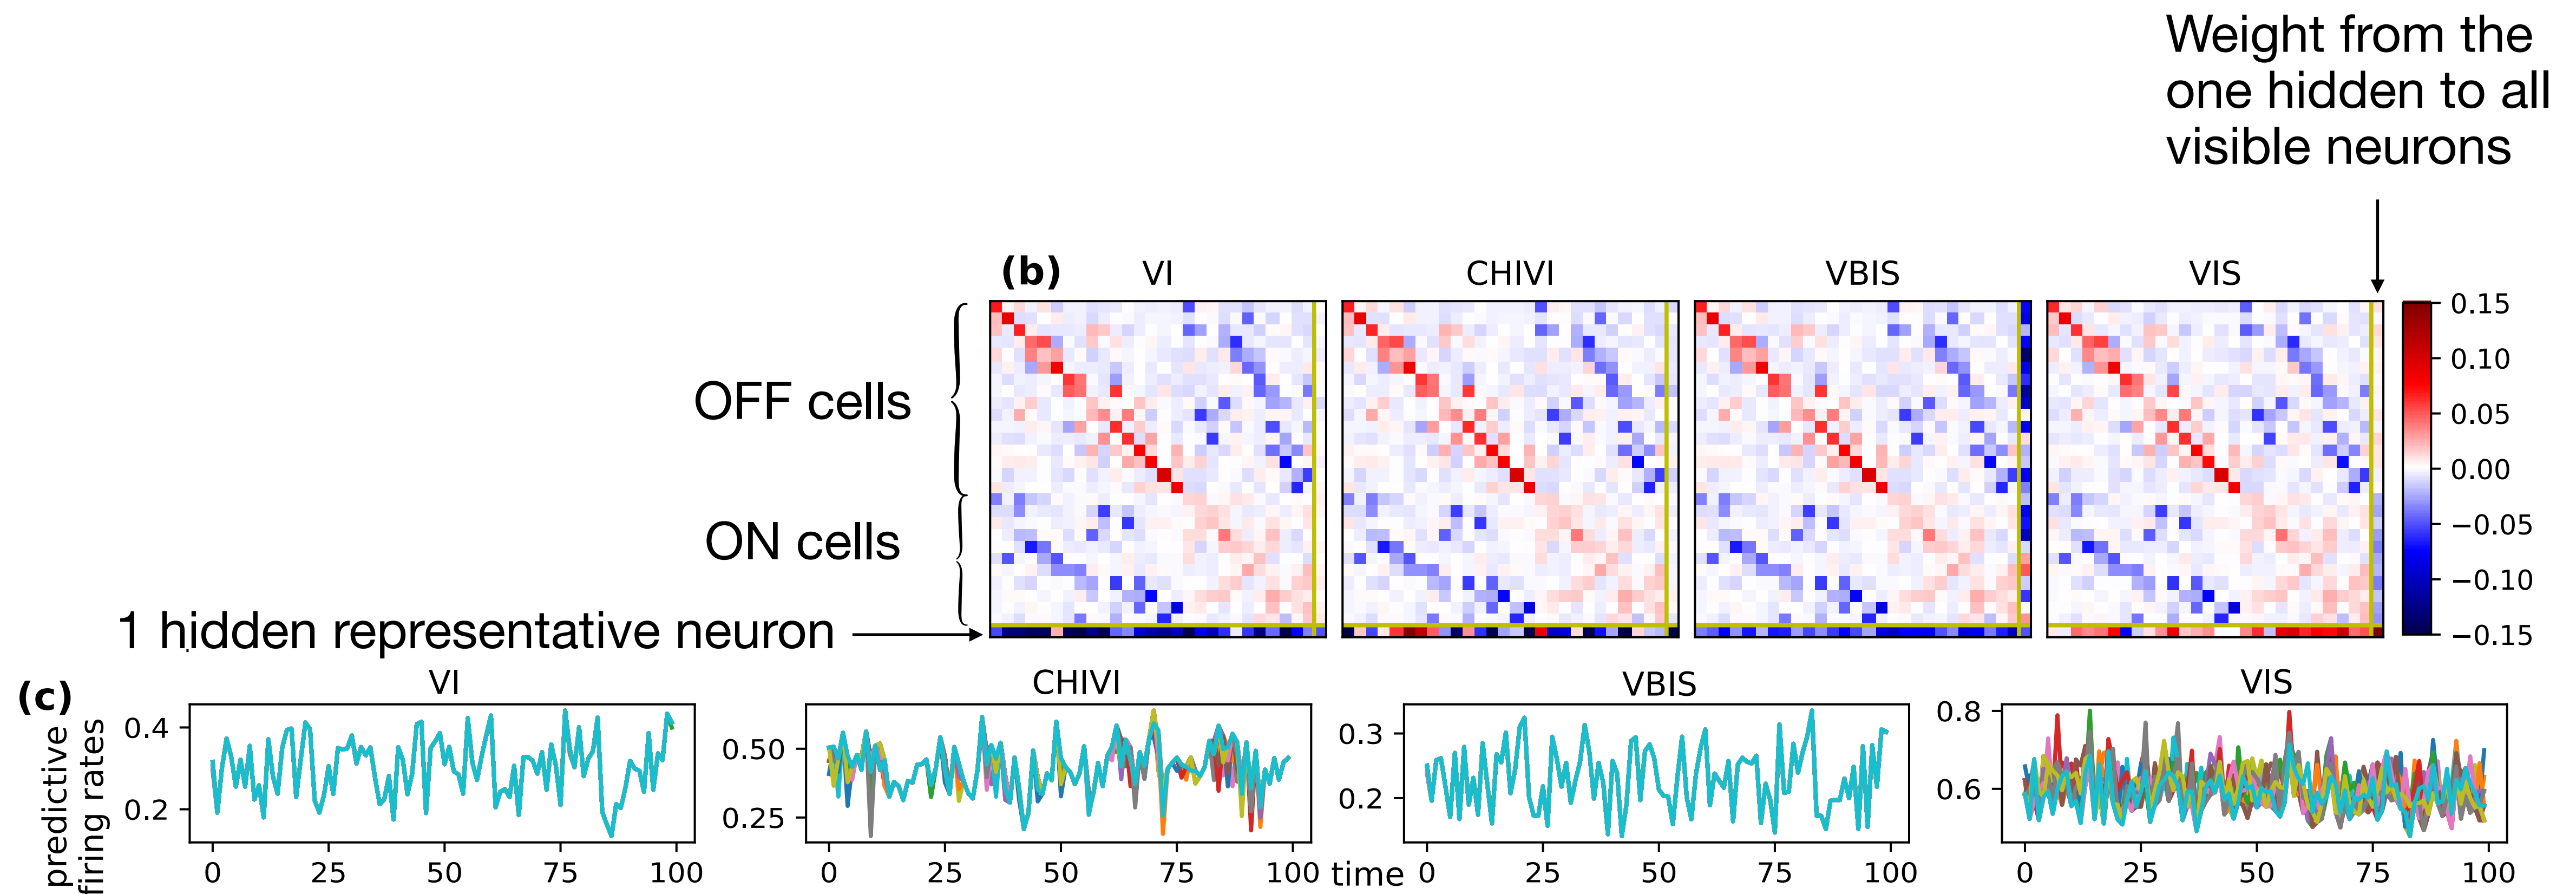 Weight from the
one hidden to all
visible neurons
(b)
VI
CHIVI
VBIS
VIS
OFF cells
ON cells
1 hidden representative neuron
0.15
0.10
0.05
0.00
−0.05
−0.10
−0.15
(c)
predictive
firing rates
VI
0.4
0.2
0 25 50 75 100
CHIVI
0.50
0.25
0 25 50 75 100
time
VBIS
0.3
0.2
0 25 50 75 100
VIS
0.8
0.6
0 25 50 75 100